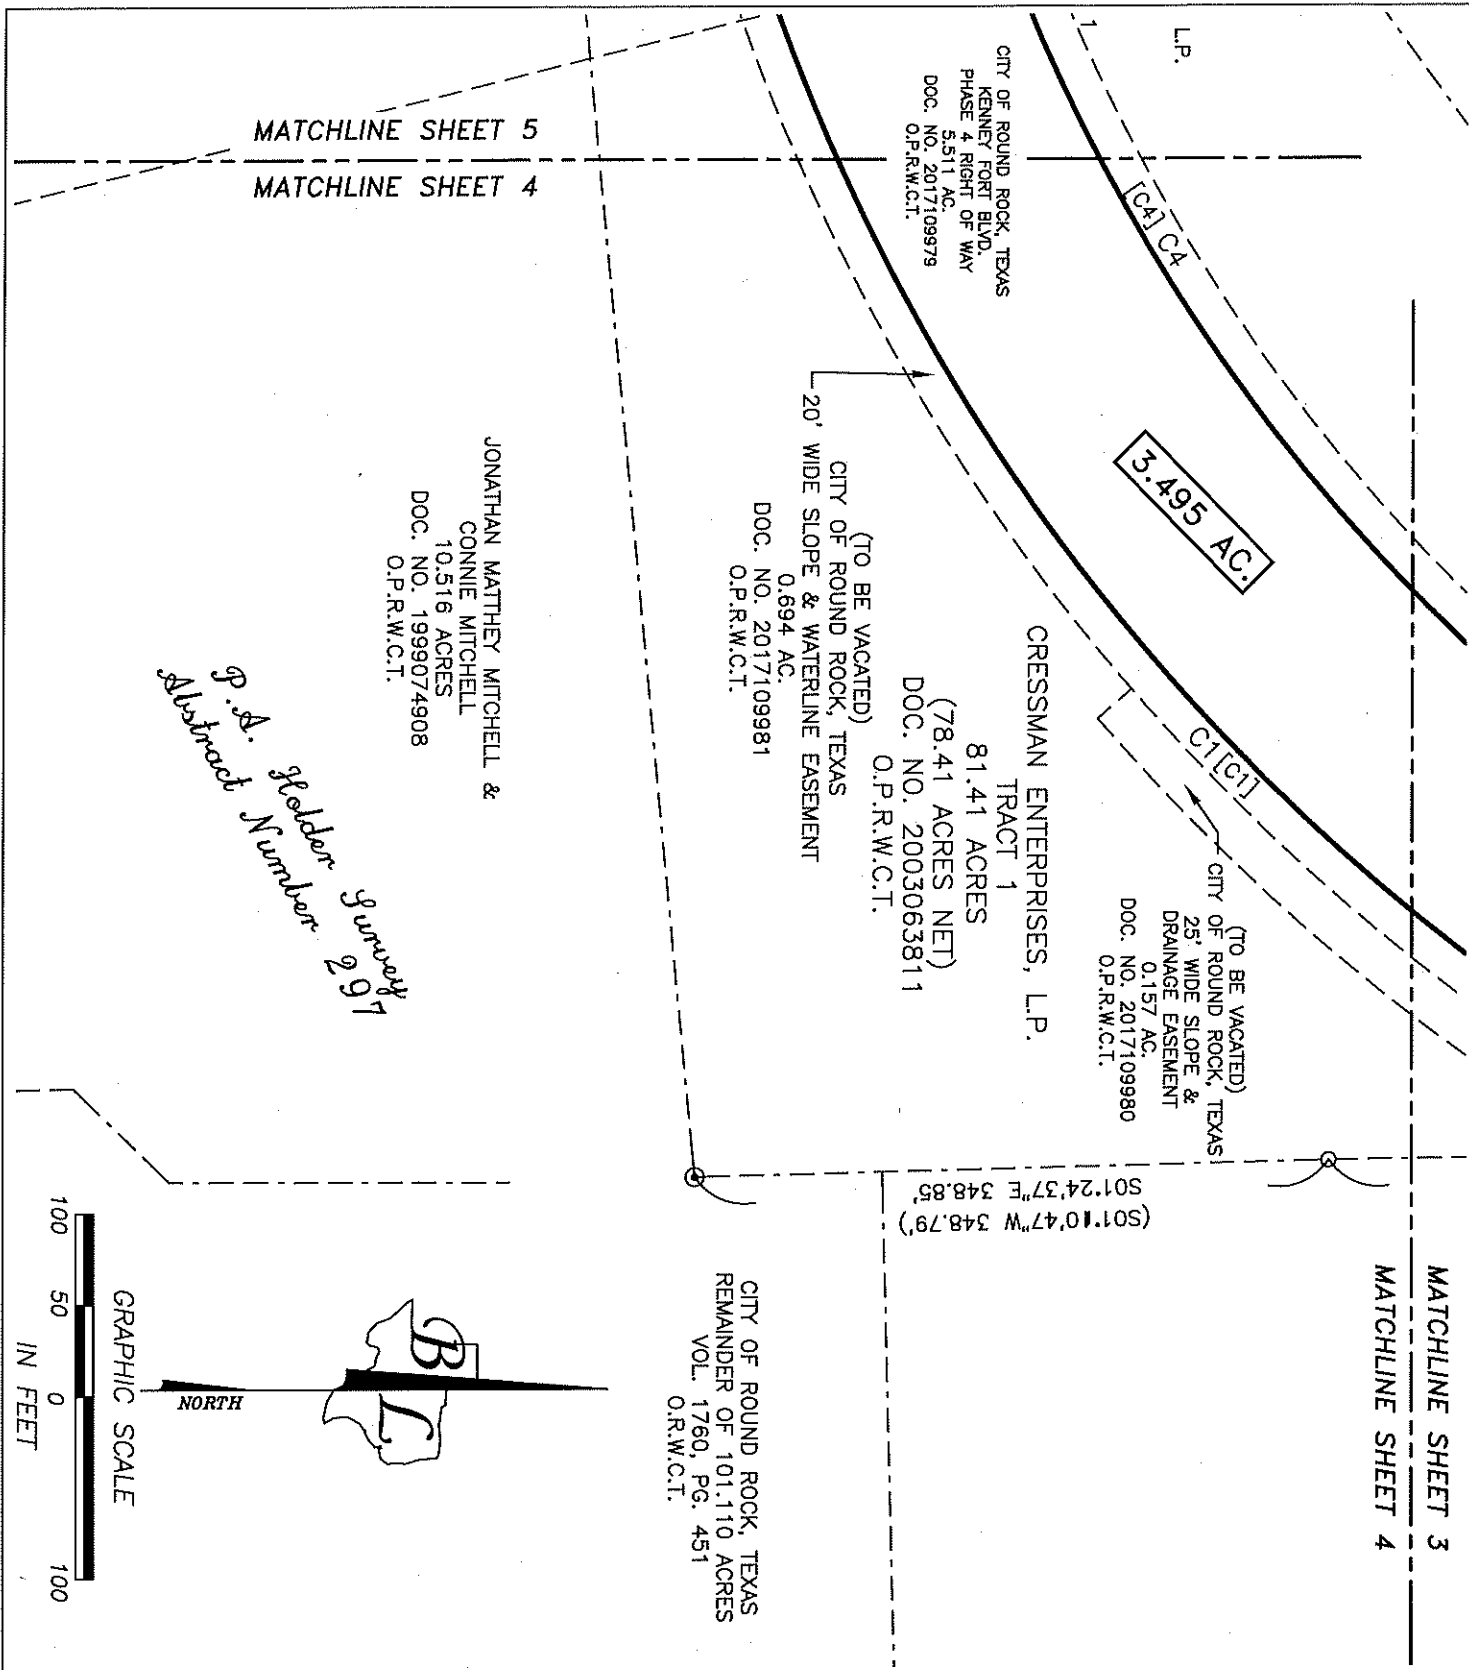 L.P.
CITY OF ROUND ROCK, TEXAS
KENNEY FORT BLVD.
PHASE 4 RIGHT OF WAY
5.511 AC.
DOC. NO. 2017109979
O.P.R.W.C.T.
MATCHLINE SHEET 5
MATCHLINE SHEET 4
[C4] C4
3.495 AC.
C1 [C1]
(TO BE VACATED)
CITY OF ROUND ROCK, TEXAS
25' WIDE SLOPE &
DRAINAGE EASEMENT
0.157 AC.
DOC. NO. 2017109980
O.P.R.W.C.T.
CRESSMAN ENTERPRISES, L.P.
TRACT 1
81.41 ACRES
(78.41 ACRES NET)
DOC. NO. 2003063811
O.P.R.W.C.T.
(TO BE VACATED)
CITY OF ROUND ROCK, TEXAS
20' WIDE SLOPE & WATERLINE EASEMENT
0.694 AC.
DOC. NO. 2017109981
O.P.R.W.C.T.
JONATHAN MATTHEY MITCHELL &
CONNIE MITCHELL
10.516 ACRES
DOC. NO. 1999074908
O.P.R.W.C.T.
P.A. Holder Survey
Abstract Number 297
S01°24'37"E 348.85'
(S01°10'47"W 348.79')
MATCHLINE SHEET 3
MATCHLINE SHEET 4
CITY OF ROUND ROCK, TEXAS
REMAINDER OF 101.110 ACRES
VOL. 1760, PG. 451
O.R.W.C.T.
B L
NORTH
GRAPHIC SCALE
100 50 0 100
IN FEET